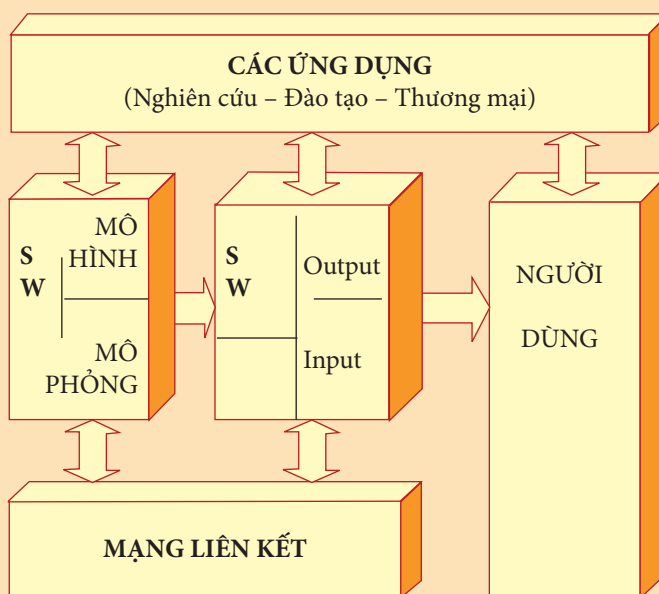 CÁC ỨNG DỤNG
(Nghiên cứu – Đào tạo – Thương mại)
S
W
MÔ
HÌNH
MÔ
PHỎNG
S
W
Output
Input
NGƯỜI
DÙNG
MẠNG LIÊN KẾT